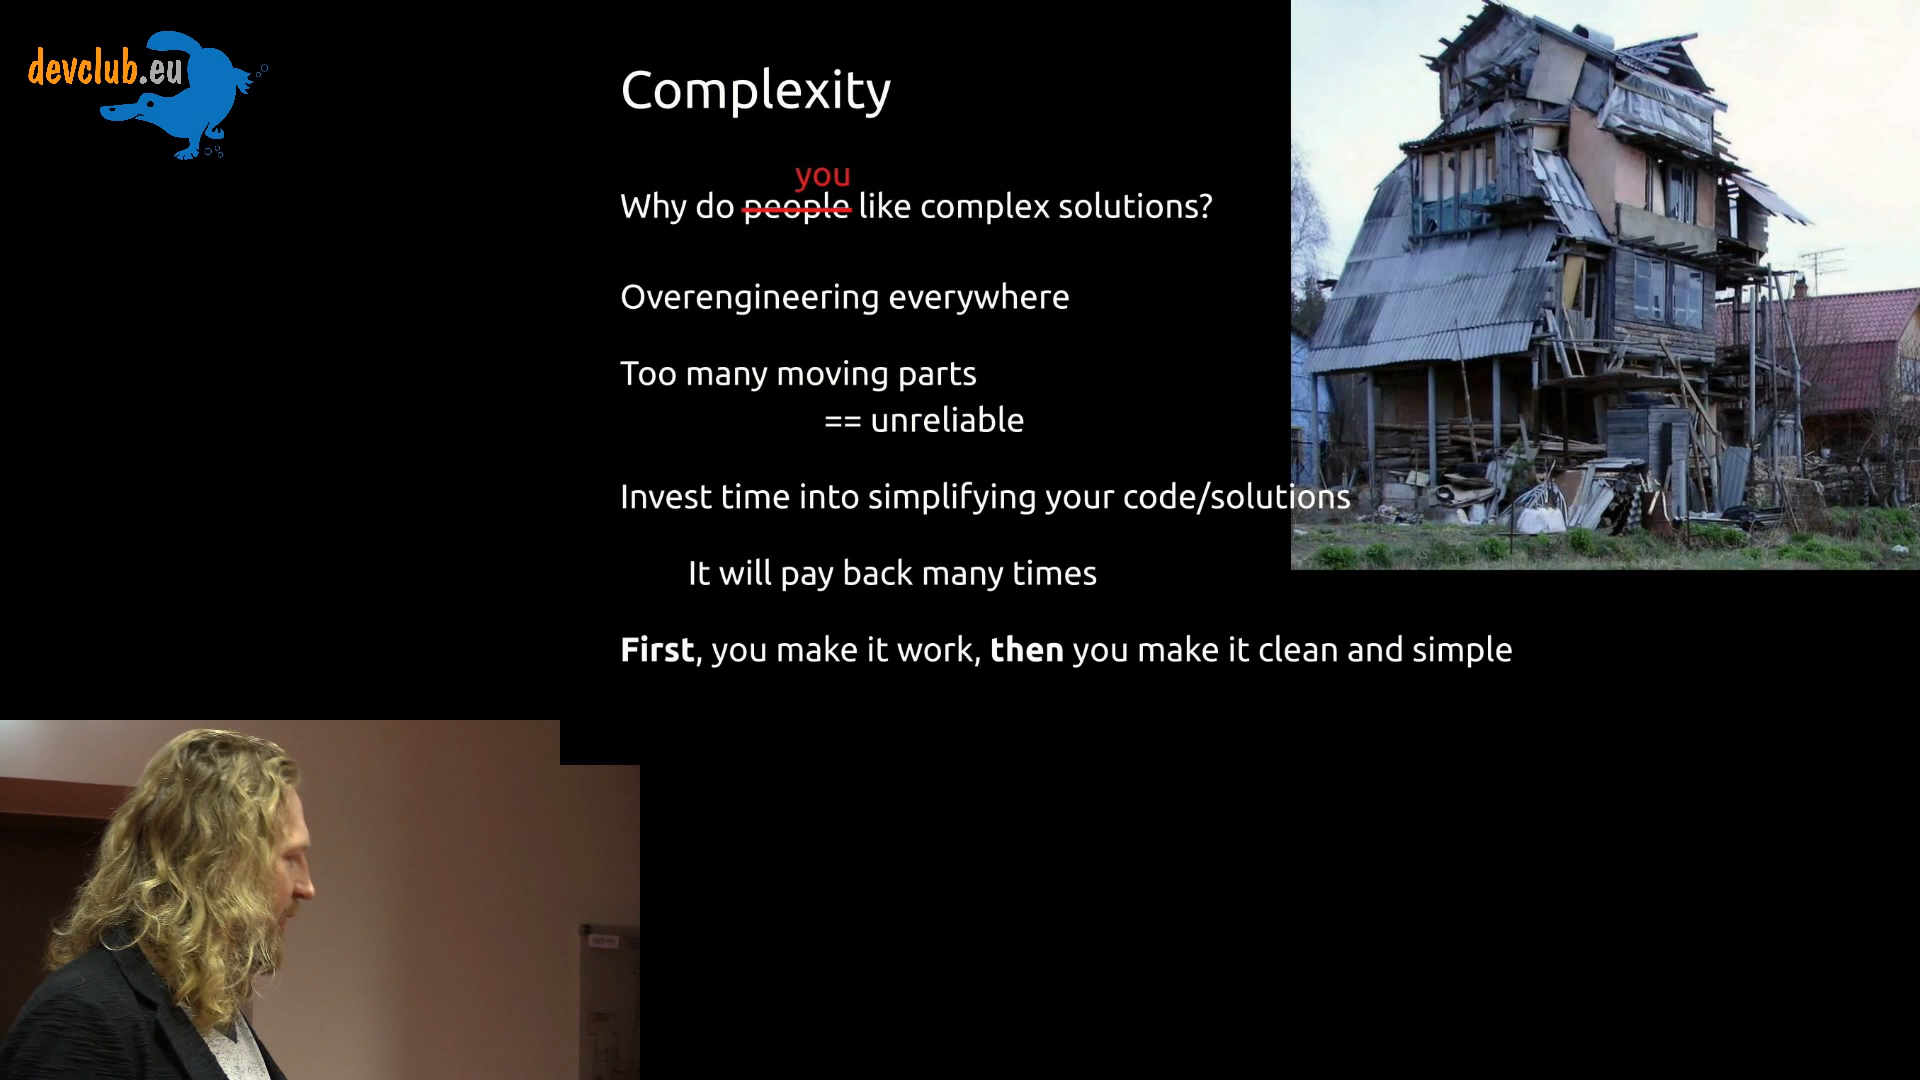 devclub.eu
Complexity
you
Why do people like complex solutions?
Overengineering everywhere
Too many moving parts
== unreliable
Invest time into simplifying your code/solutions
It will pay back many times
First, you make it work, then you make it clean and simple